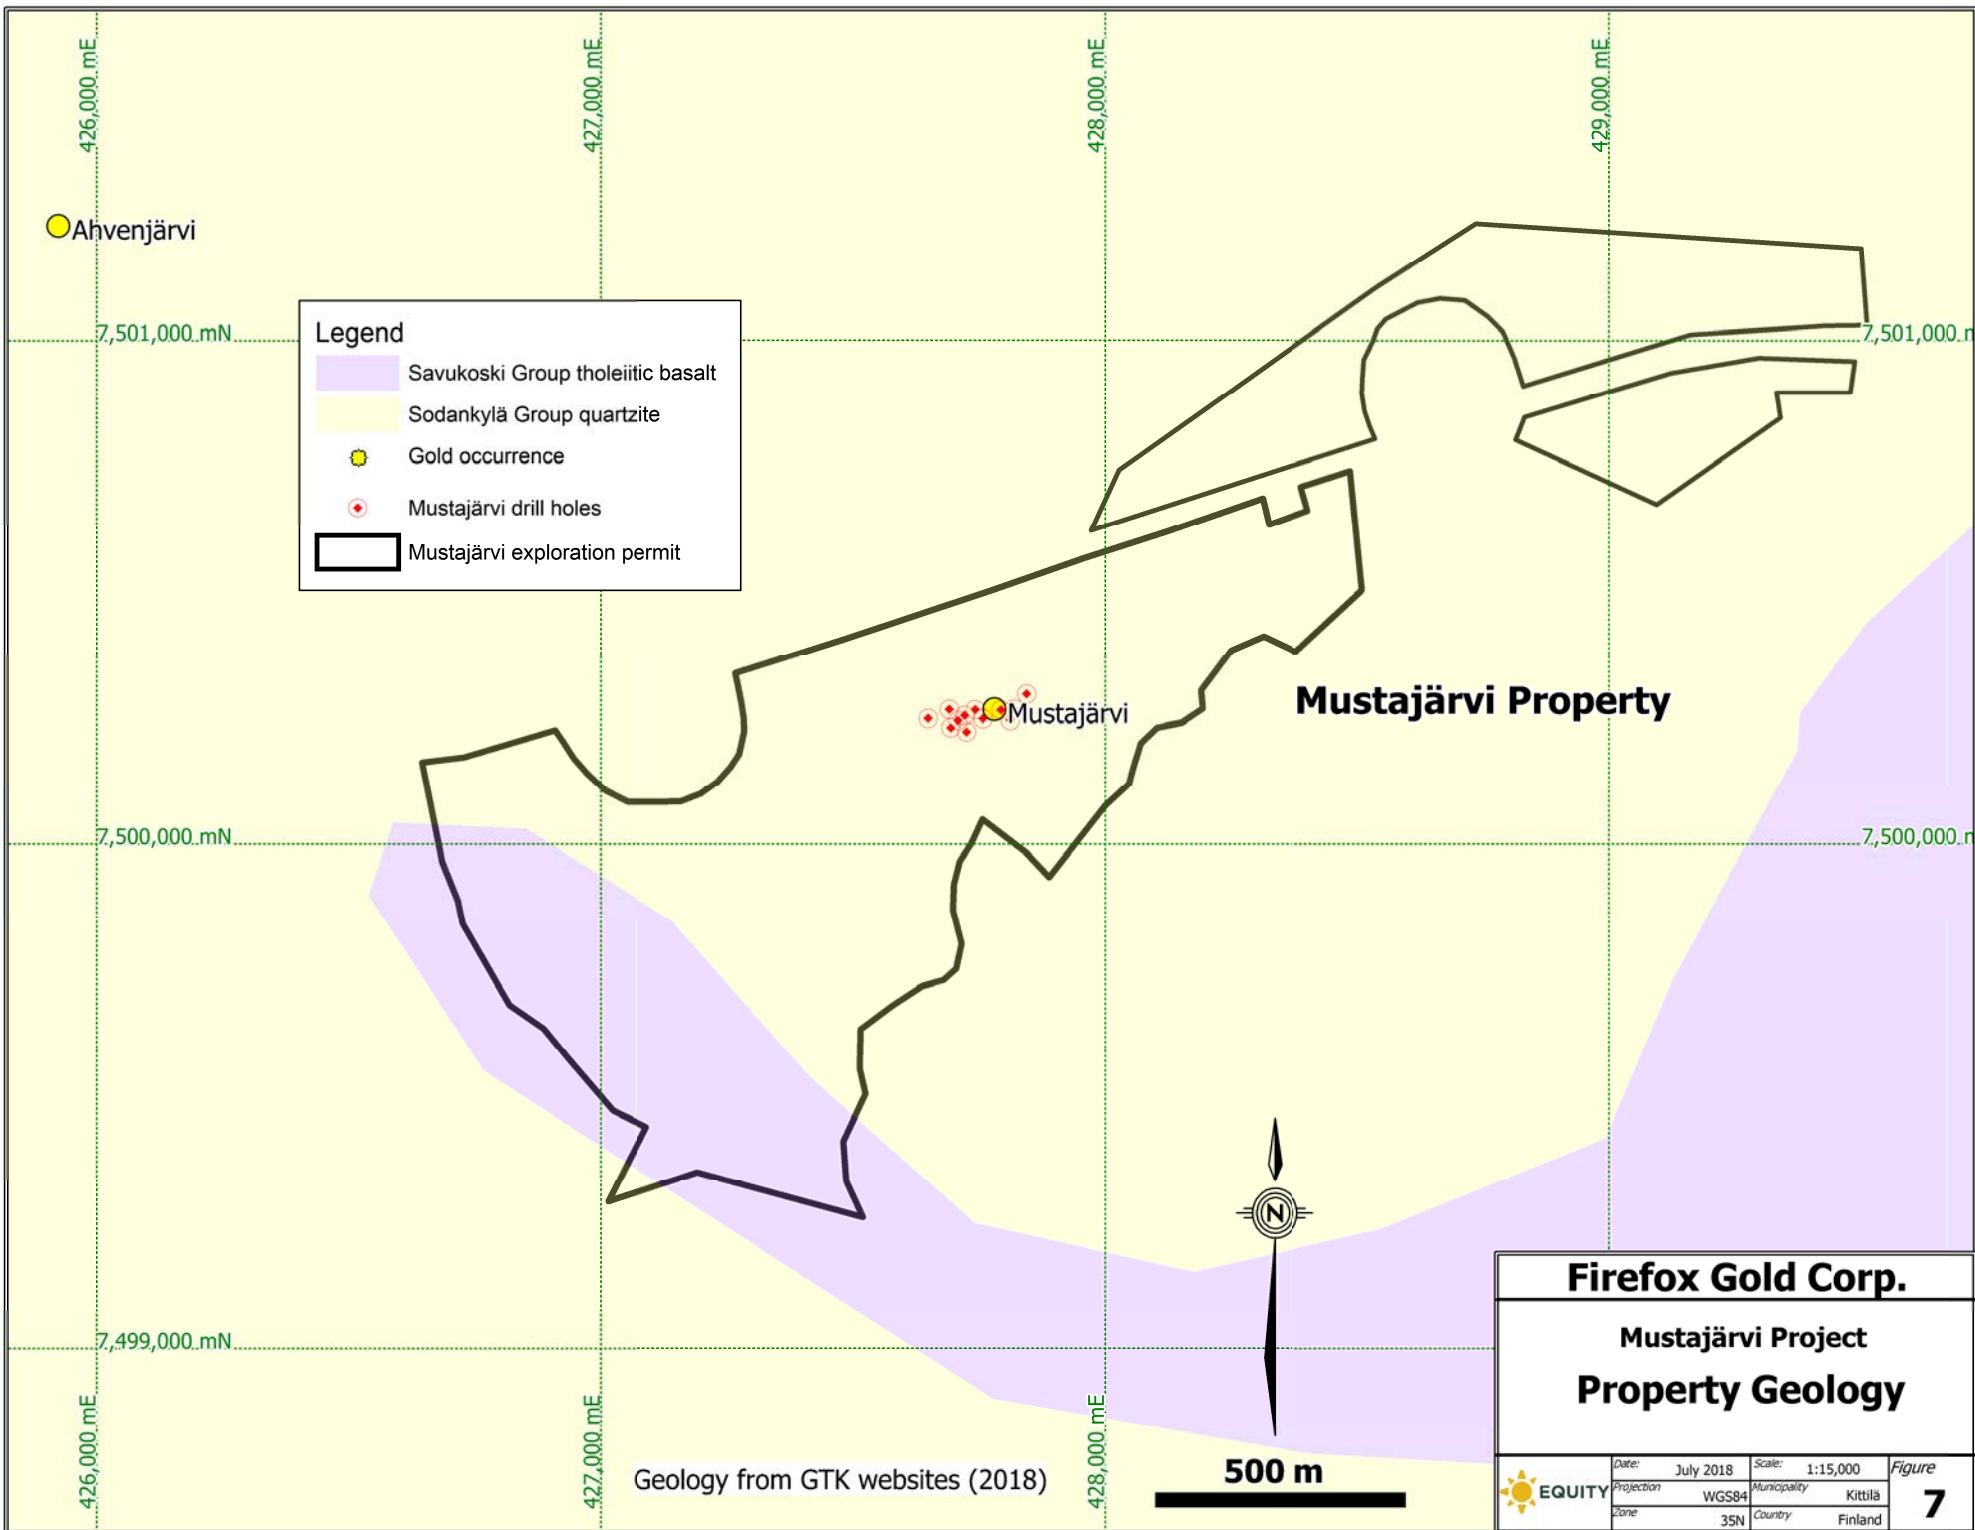 426,000 mE
427,000 mE
428,000 mE
429,000 mE
Ahvenjärvi
7,501,000 mN
7,501,000 m
Legend
Savukoski Group tholeiitic basalt
Sodankylä Group quartzite
Gold occurrence
Mustajärvi drill holes
Mustajärvi exploration permit
Mustajärvi Property
Mustajärvi
7,500,000 mN
7,500,000 m
N
7,499,000 mN
Firefox Gold Corp.
Mustajärvi Project
Property Geology
426,000 mE
427,000 mE
428,000 mE
Geology from GTK websites (2018)
500 m
EQUITY
Date: July 2018 Scale: 1:15,000 Figure
Projection WGS84 Municipality Kittilä 7
Zone 35N Country Finland